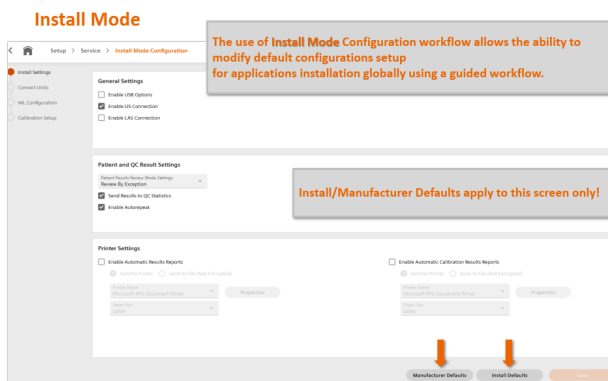 Install Mode
Setup > Service > Install Mode Configuration
The use of Install Mode Configuration workflow allows the ability to
modify default configurations setup
for applications installation globally using a guided workflow.
Install Settings
Convert Units
HIL Configuration
Calibration Setup
General Settings
Enable USB Options
Enable LIS Connection
Enable LAS Connection
Patient and QC Result Settings
Patient Results Review Mode Settings
Review By Exception
Send Results to QC Statistics
Enable Autorepeat
Install/Manufacturer Defaults apply to this screen only!
Printer Settings
Enable Automatic Results Reports
Send to Printer Send to File (Not Encrypted)
Printer Name
Microsoft XPS Document Writer
Properties
Paper Size
Letter
Enable Automatic Calibration Results Reports
Send to Printer Send to File (Not Encrypted)
Printer Name
Microsoft XPS Document Writer
Properties
Paper Size
Letter
Manufacturer Defaults Install Defaults Save